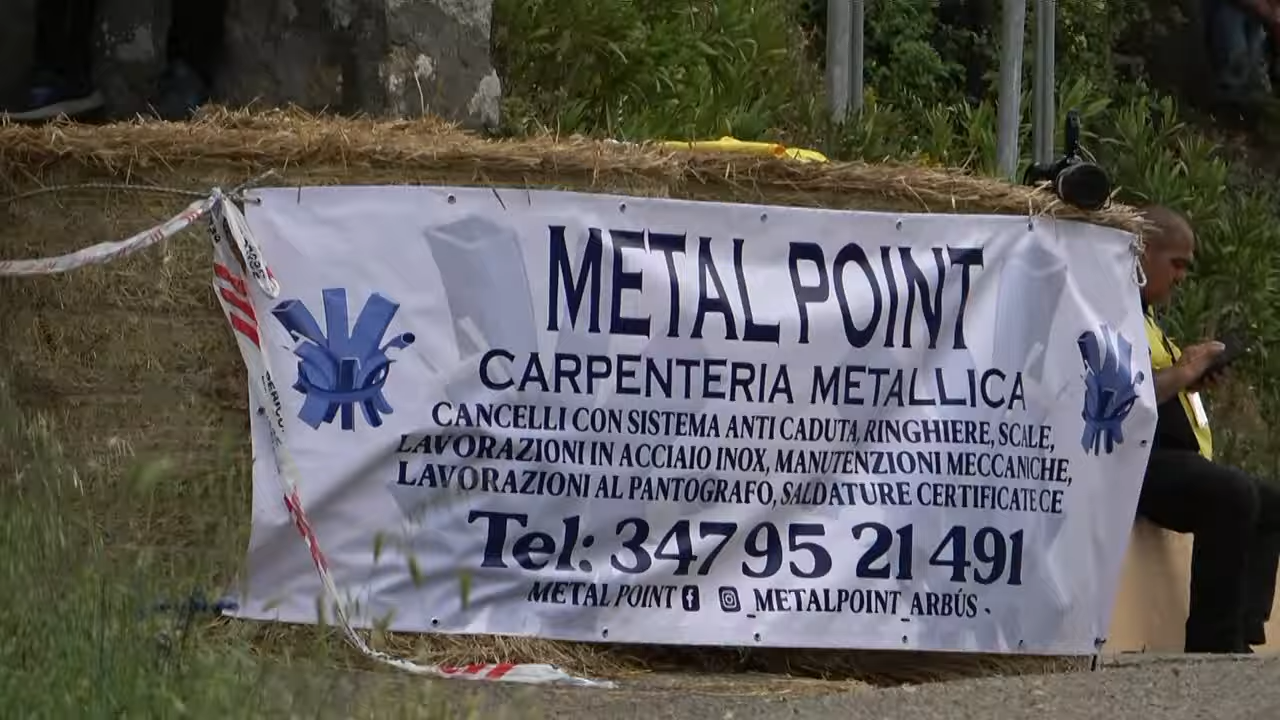 METAL POINT
CARPENTERIA METALLICA
CANCELLI CON SISTEMA ANTI CADUTA, RINGHIERE, SCALE,
LAVORAZIONI IN ACCIAIO INOX, MANUTENZIONI MECCANICHE,
LAVORAZIONI AL PANTOGRAFO, SALDATURE CERTIFICATE CE
Tel: 347 95 21 491
METAL POINT _METALPOINT_ARBÚS